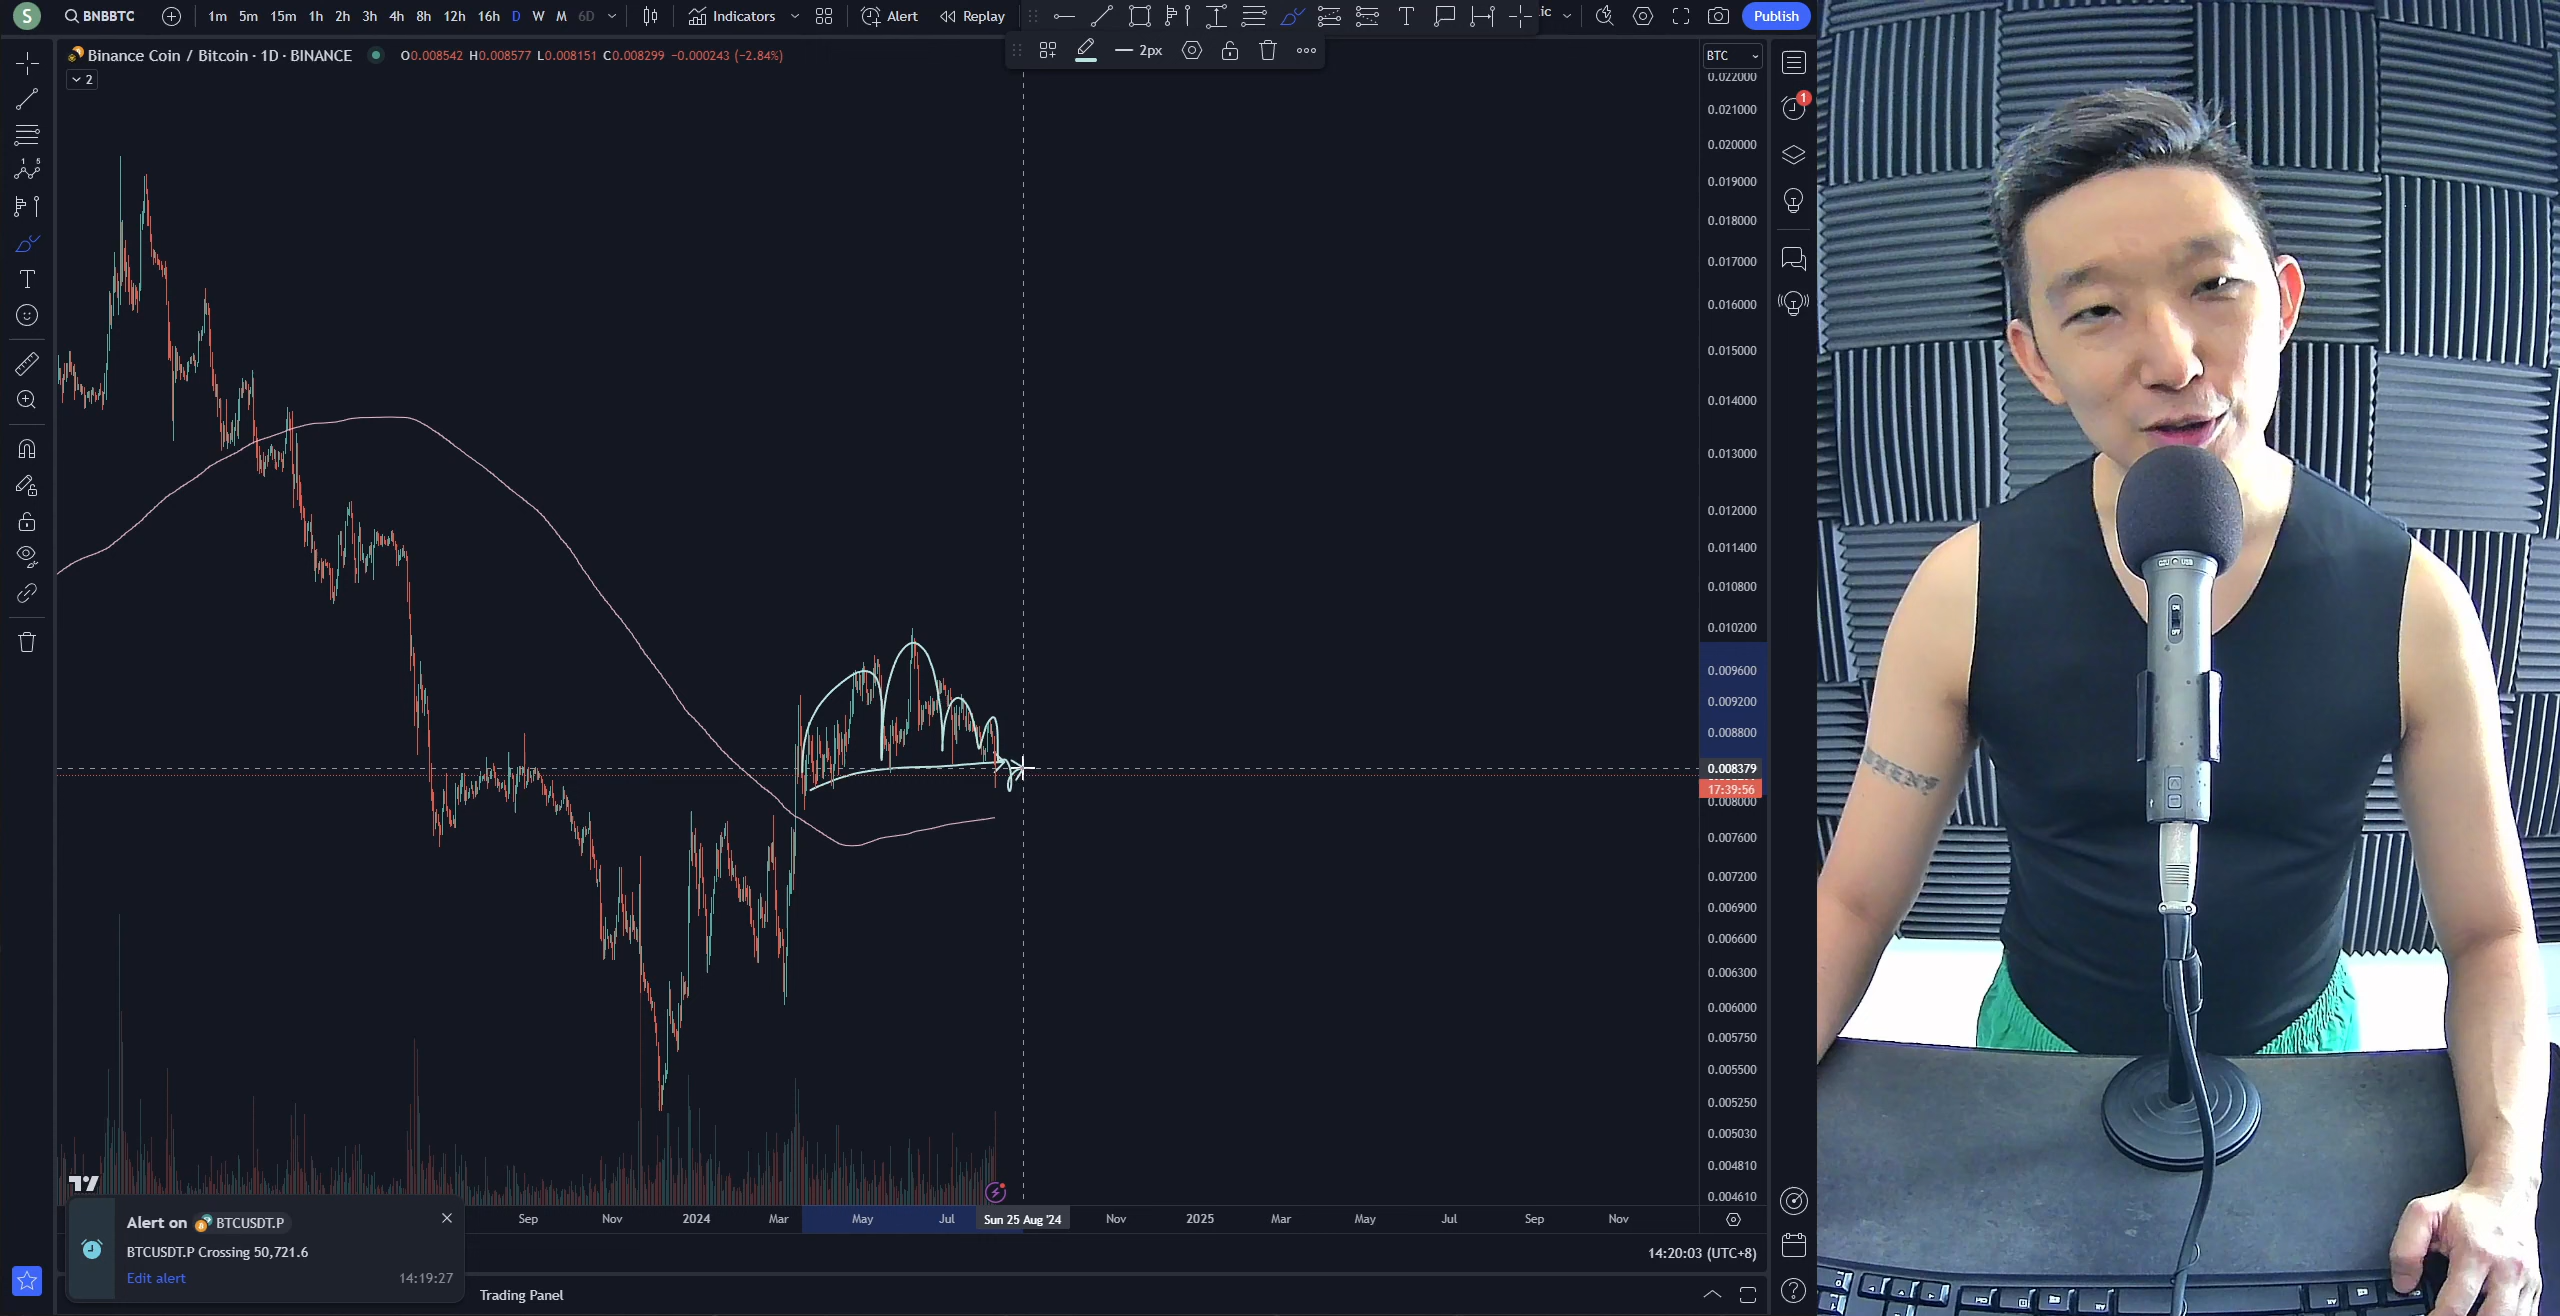 S
BNBBTC
1m 5m 15m 1h 2h 3h 4h 8h 12h 16h D W M 6D
Indicators
Alert
Replay
ic
Publish
2px
Binance Coin / Bitcoin · 1D · BINANCE
O0.008542 H0.008577 L0.008151 C0.008299 −0.000243 (−2.84%)
2
BTC
0.022000
0.021000
0.020000
0.019000
0.018000
0.017000
0.016000
0.015000
0.014000
0.013000
0.012000
0.011400
0.010800
0.010200
0.009600
0.009200
0.008800
0.008379
17:39:56
0.008000
0.007600
0.007200
0.006900
0.006600
0.006300
0.006000
0.005750
0.005500
0.005250
0.005030
0.004810
0.004610
1
Sep Nov 2024 Mar May Jul Sun 25 Aug '24 Nov 2025 Mar May Jul Sep Nov
Alert on BTCUSDT.P
BTCUSDT.P Crossing 50,721.6
Edit alert
14:19:27
14:20:03 (UTC+8)
Trading Panel